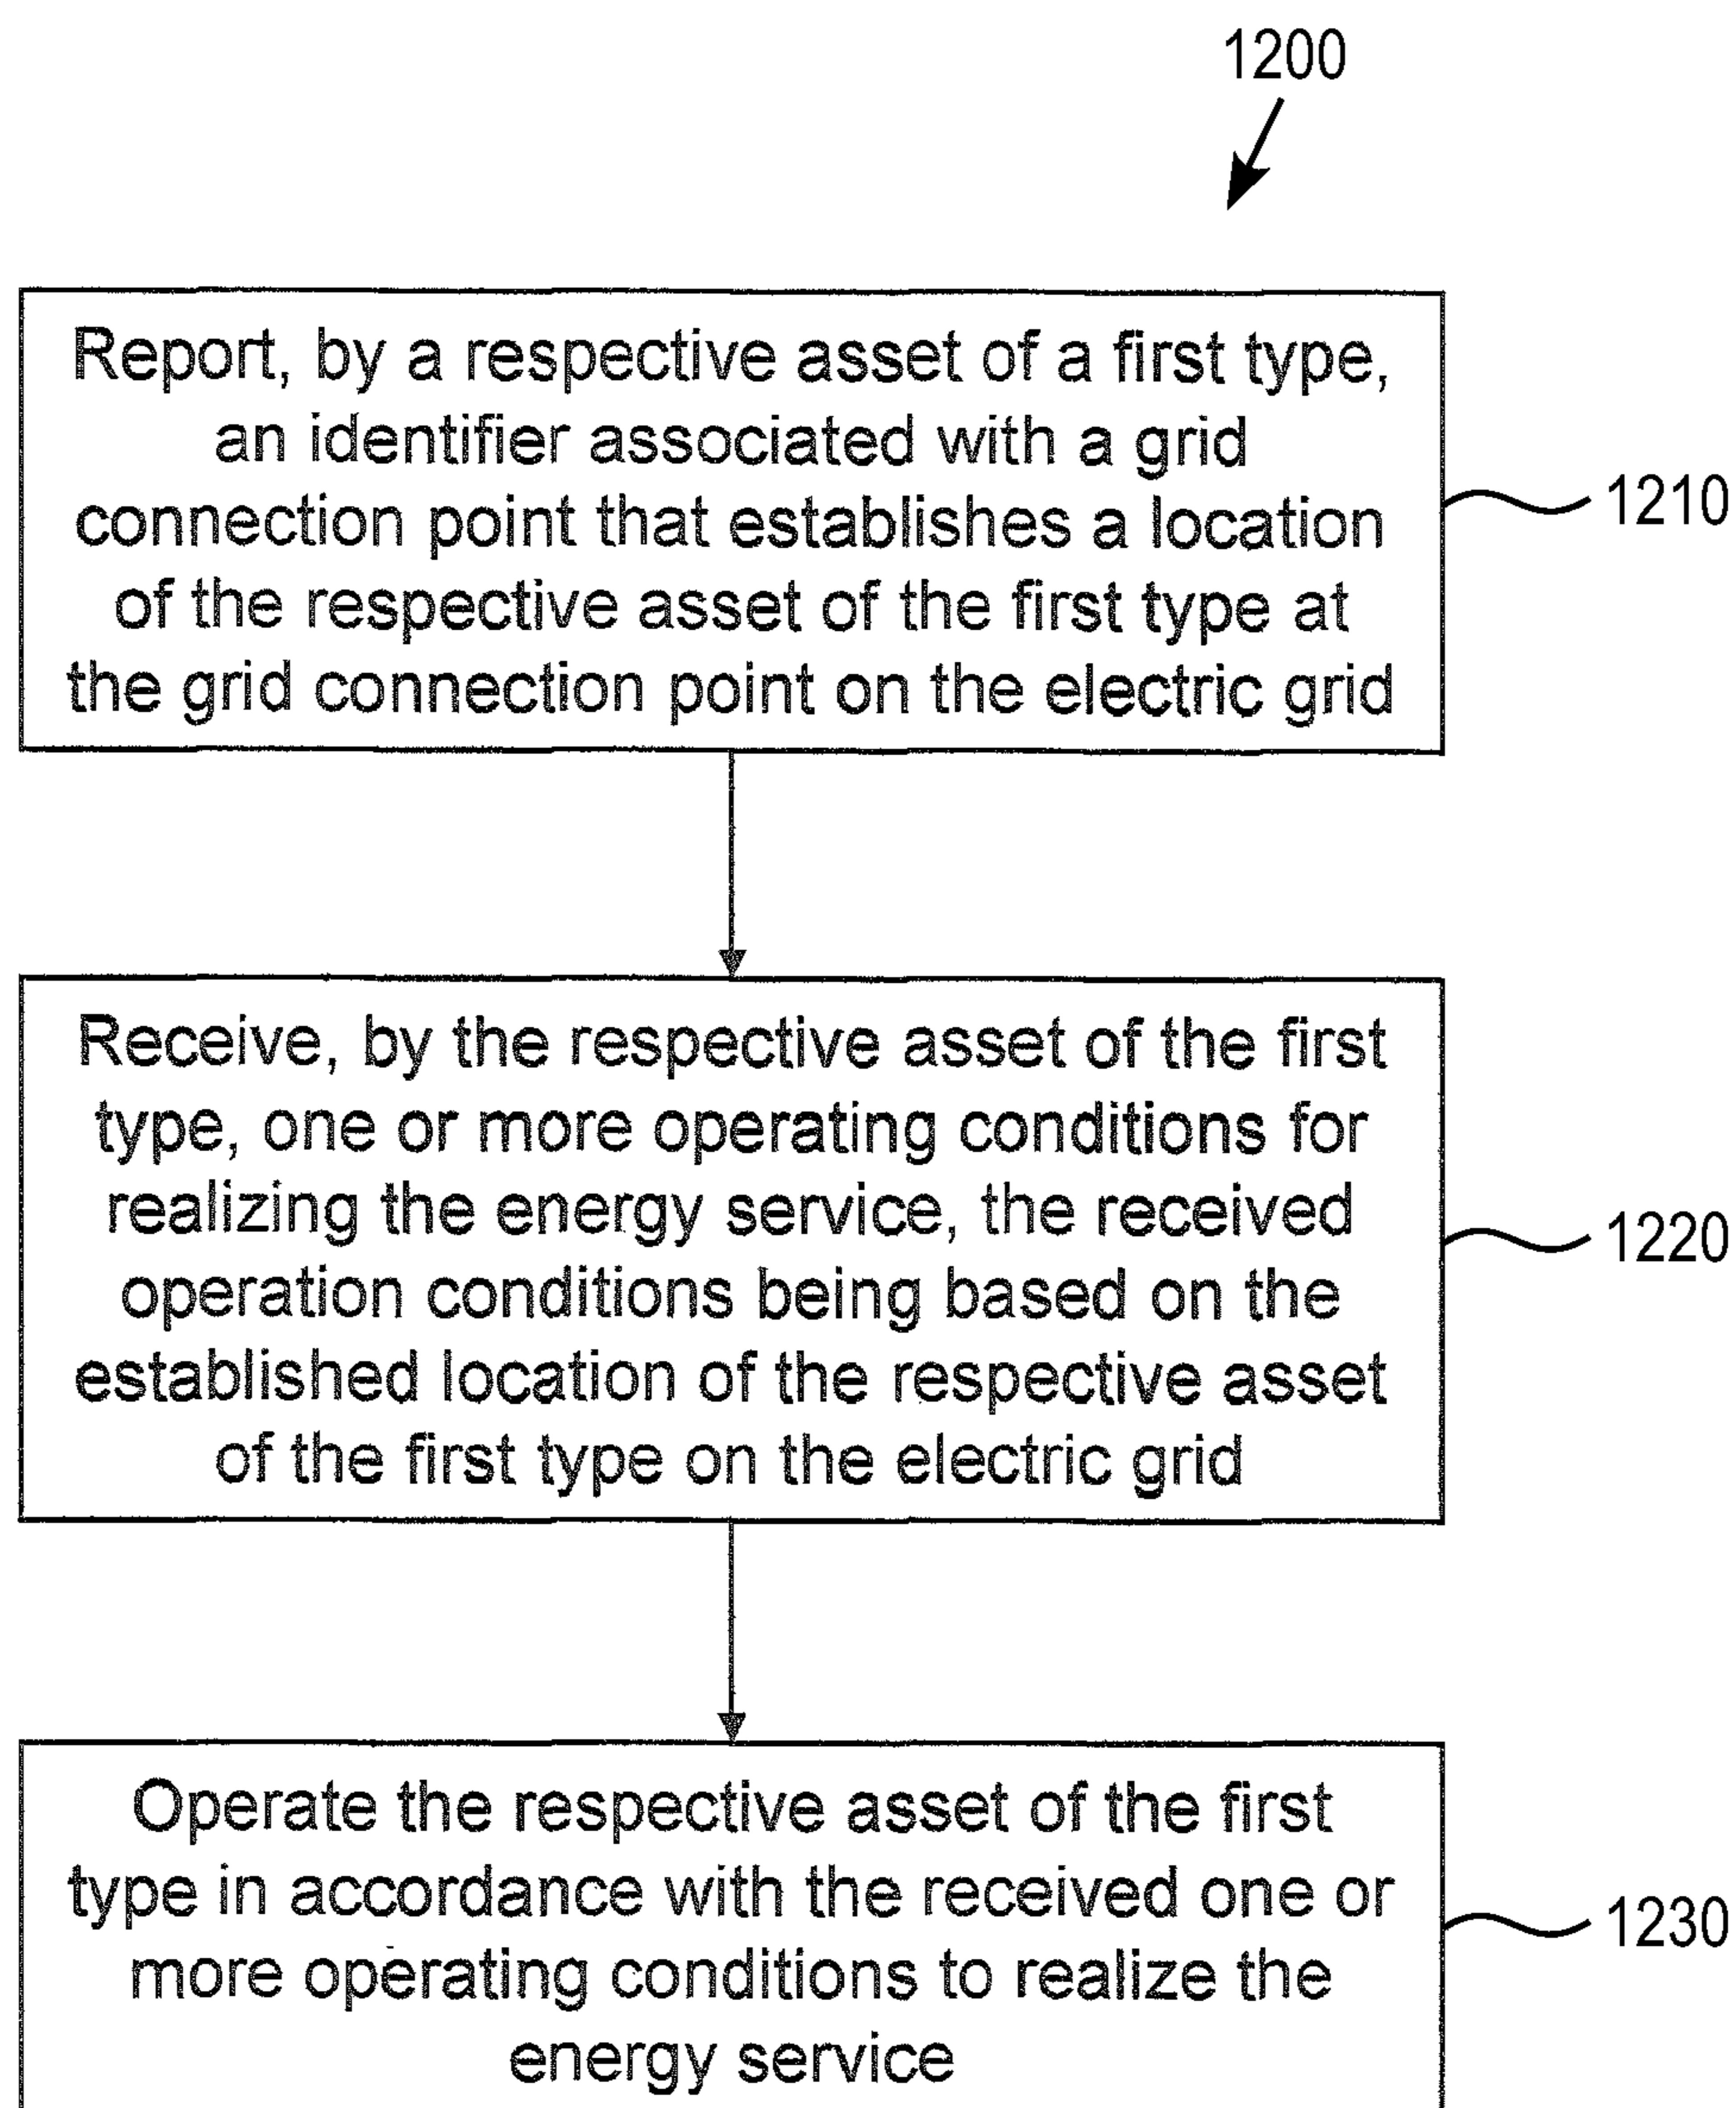 1200
Report, by a respective asset of a first type,
an identifier associated with a grid
connection point that establishes a location
of the respective asset of the first type at
the grid connection point on the electric grid
1210
Receive, by the respective asset of the first
type, one or more operating conditions for
realizing the energy service, the received
operation conditions being based on the
established location of the respective asset
of the first type on the electric grid
1220
Operate the respective asset of the first
type in accordance with the received one or
more operating conditions to realize the
energy service
1230